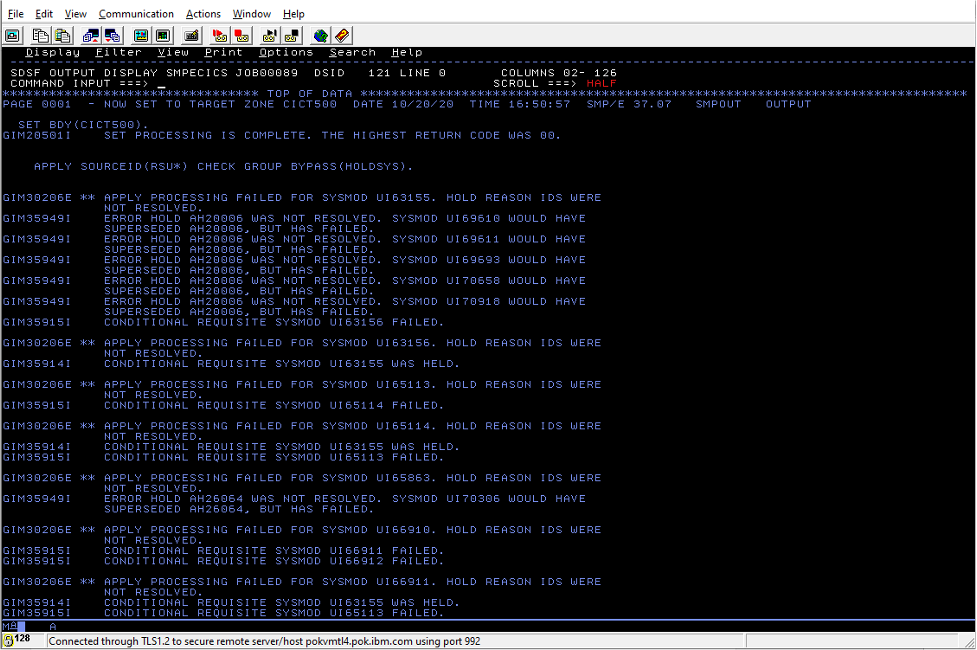 File Edit View Communication Actions Window Help
Display Filter View Print Options Search Help
SDSF OUTPUT DISPLAY SMPECICS JOB00089 DSID 121 LINE 0 COLUMNS 02- 126
COMMAND INPUT ===> _ SCROLL ===> HALF
******************************** TOP OF DATA ********************************
PAGE 0001 - NOW SET TO TARGET ZONE CICT500 DATE 10/20/20 TIME 16:50:57 SMP/E 37.07 SMPOUT OUTPUT
SET BDY(CICT500).
GIM20501I SET PROCESSING IS COMPLETE. THE HIGHEST RETURN CODE WAS 00.
APPLY SOURCEID(RSU*) CHECK GROUP BYPASS(HOLDSYS).
GIM30206E ** APPLY PROCESSING FAILED FOR SYSMOD UI63155. HOLD REASON IDS WERE
NOT RESOLVED.
GIM35949I ERROR HOLD AH20006 WAS NOT RESOLVED. SYSMOD UI69610 WOULD HAVE
SUPERSEDED AH20006, BUT HAS FAILED.
GIM35949I ERROR HOLD AH20006 WAS NOT RESOLVED. SYSMOD UI69611 WOULD HAVE
SUPERSEDED AH20006, BUT HAS FAILED.
GIM35949I ERROR HOLD AH20006 WAS NOT RESOLVED. SYSMOD UI69693 WOULD HAVE
SUPERSEDED AH20006, BUT HAS FAILED.
GIM35949I ERROR HOLD AH20006 WAS NOT RESOLVED. SYSMOD UI70658 WOULD HAVE
SUPERSEDED AH20006, BUT HAS FAILED.
GIM35949I ERROR HOLD AH20006 WAS NOT RESOLVED. SYSMOD UI70918 WOULD HAVE
SUPERSEDED AH20006, BUT HAS FAILED.
GIM35915I CONDITIONAL REQUISITE SYSMOD UI63156 FAILED.
GIM30206E ** APPLY PROCESSING FAILED FOR SYSMOD UI63156. HOLD REASON IDS WERE
NOT RESOLVED.
GIM35914I CONDITIONAL REQUISITE SYSMOD UI63155 WAS HELD.
GIM30206E ** APPLY PROCESSING FAILED FOR SYSMOD UI65113. HOLD REASON IDS WERE
NOT RESOLVED.
GIM35915I CONDITIONAL REQUISITE SYSMOD UI65114 FAILED.
GIM30206E ** APPLY PROCESSING FAILED FOR SYSMOD UI65114. HOLD REASON IDS WERE
NOT RESOLVED.
GIM35914I CONDITIONAL REQUISITE SYSMOD UI63155 WAS HELD.
GIM35915I CONDITIONAL REQUISITE SYSMOD UI65113 FAILED.
GIM30206E ** APPLY PROCESSING FAILED FOR SYSMOD UI65863. HOLD REASON IDS WERE
NOT RESOLVED.
GIM35949I ERROR HOLD AH26064 WAS NOT RESOLVED. SYSMOD UI70306 WOULD HAVE
SUPERSEDED AH26064, BUT HAS FAILED.
GIM30206E ** APPLY PROCESSING FAILED FOR SYSMOD UI66910. HOLD REASON IDS WERE
NOT RESOLVED.
GIM35915I CONDITIONAL REQUISITE SYSMOD UI66911 FAILED.
GIM35915I CONDITIONAL REQUISITE SYSMOD UI66912 FAILED.
GIM30206E ** APPLY PROCESSING FAILED FOR SYSMOD UI66911. HOLD REASON IDS WERE
NOT RESOLVED.
GIM35914I CONDITIONAL REQUISITE SYSMOD UI63155 WAS HELD.
GIM35915I CONDITIONAL REQUISITE SYSMOD UI65113 FAILED.
MA A
128 Connected through TLS1.2 to secure remote server/host pokvmtl4.pok.ibm.com using port 992